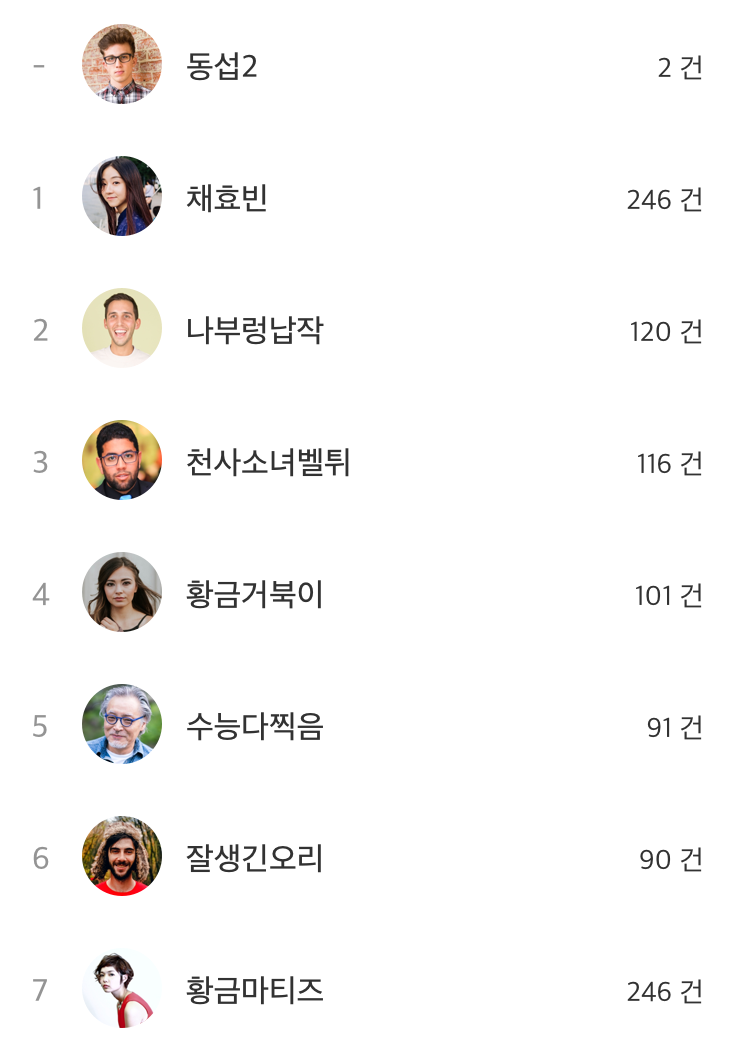 - 동섭2 2 건
1 채효빈 246 건
2 나부렁납작 120 건
3 천사소녀벨튀 116 건
4 황금거북이 101 건
5 수능다찍음 91 건
6 잘생긴오리 90 건
7 황금마티즈 246 건